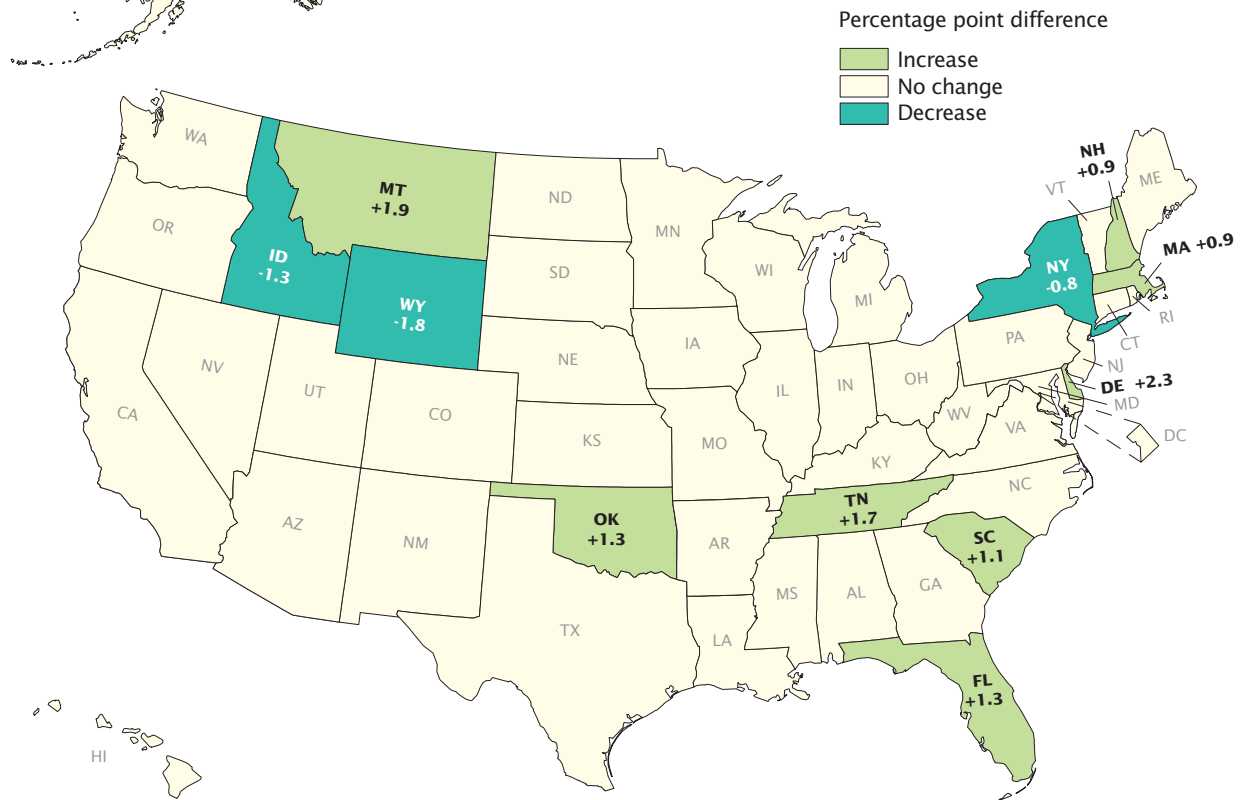 Percentage point difference
Increase
No change
Decrease
WA
MT
+1.9
ND
MN
OR
ID
-1.3
WY
-1.8
SD
WI
MI
NH
+0.9
VT
ME
MA +0.9
NY
-0.8
RI
CT
PA
NJ
DE +2.3
MD
DC
NV
UT
CA
CO
NE
IA
IL
IN
OH
WV
VA
KS
MO
KY
NC
AZ
NM
OK
+1.3
AR
TN
+1.7
SC
+1.1
MS
AL
GA
TX
LA
FL
+1.3
HI